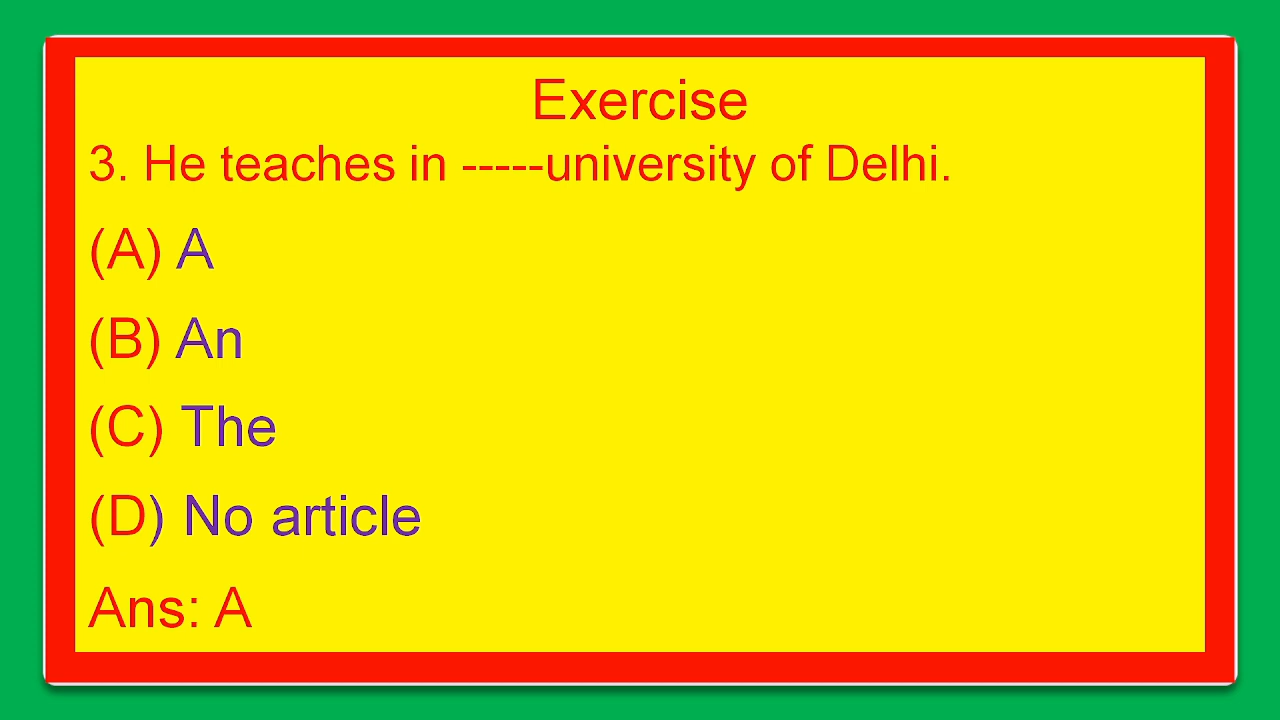 Exercise
3. He teaches in -----university of Delhi.
(A) A
(B) An
(C) The
(D) No article
Ans: A